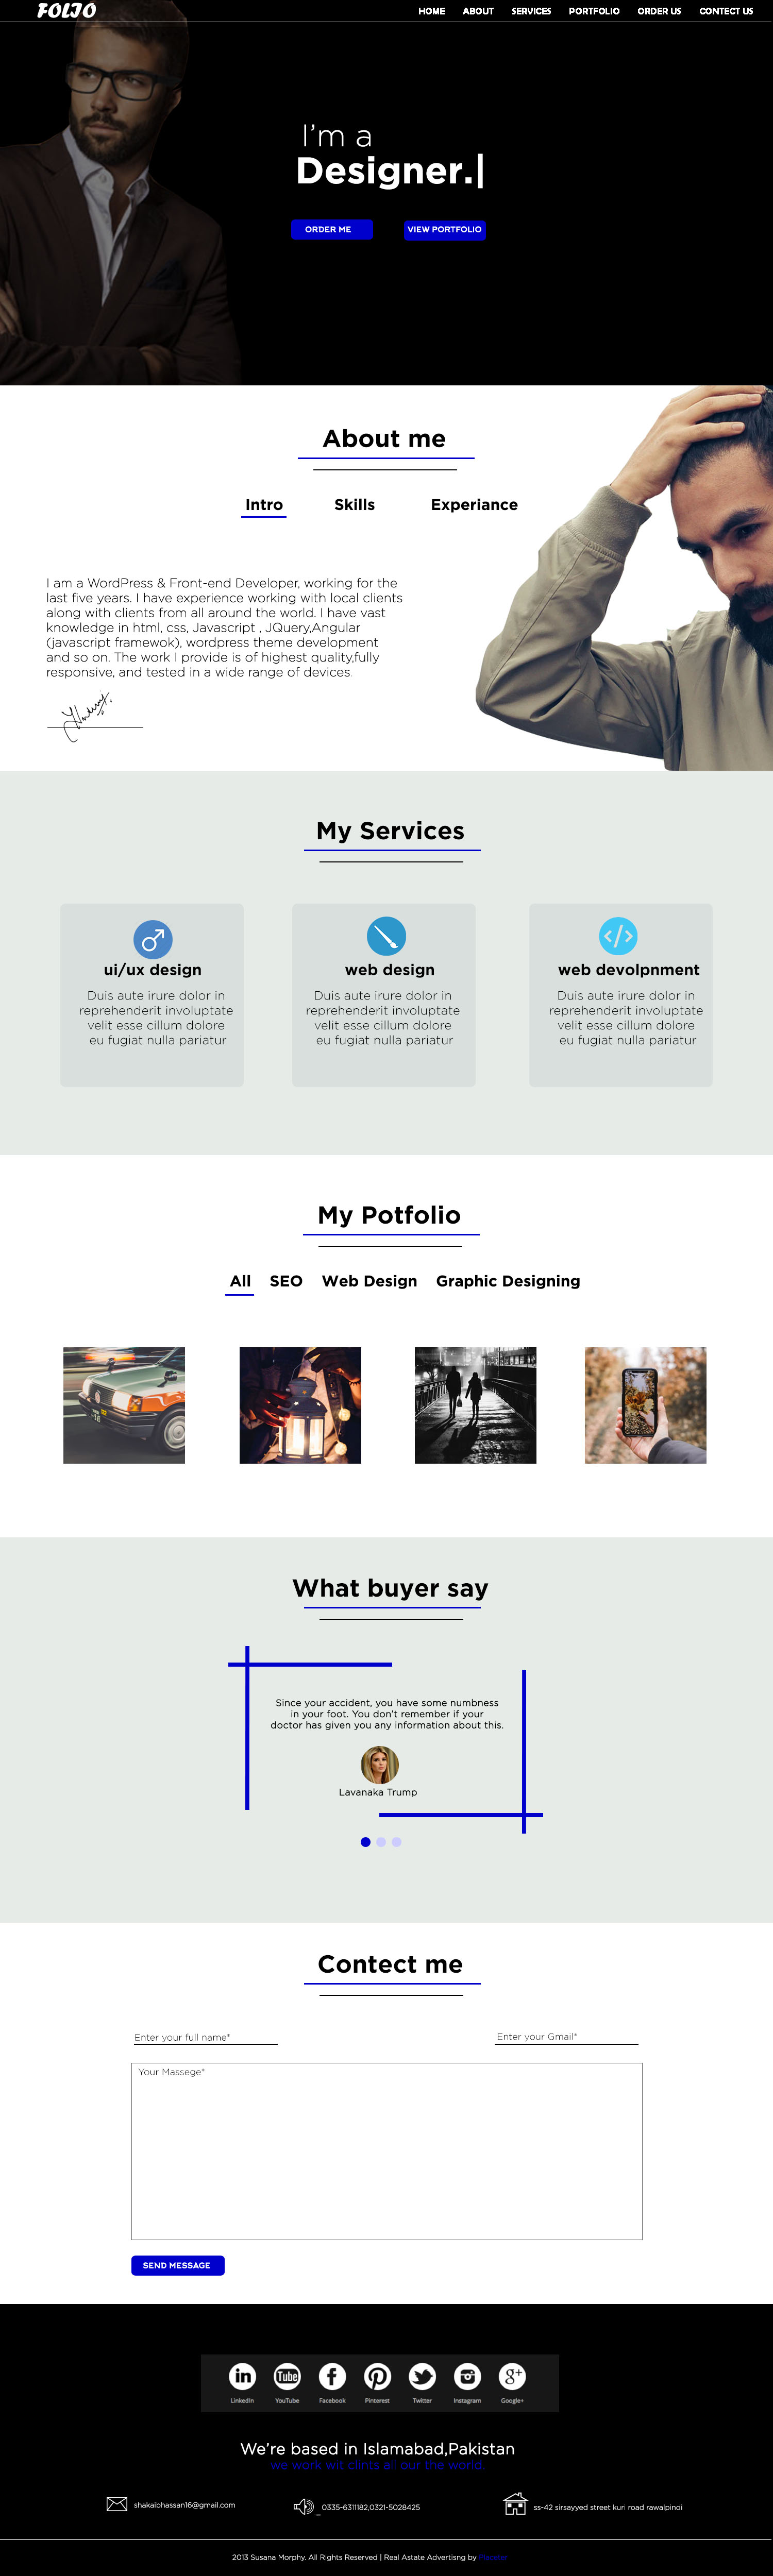 FOLIO
HOME ABOUT SERVICES PORTFOLIO ORDER US CONTACT US
I'm a
Designer.|
ORDER ME VIEW PORTFOLIO
About me
Intro Skills Experiance
I am a WordPress & Front-end Developer, working for the
last five years. I have experience working with local clients
along with clients from all around the world. I have vast
knowledge in html, css, Javascript , JQuery,Angular
(javascript framewok), wordpress theme development
and so on. The work I provide is of highest quality,fully
responsive, and tested in a wide range of devices.
My Services
ui/ux design
Duis aute irure dolor in
reprehenderit involuptate
velit esse cillum dolore
eu fugiat nulla pariatur
web design
Duis aute irure dolor in
reprehenderit involuptate
velit esse cillum dolore
eu fugiat nulla pariatur
web devolpnment
Duis aute irure dolor in
reprehenderit involuptate
velit esse cillum dolore
eu fugiat nulla pariatur
My Potfolio
All SEO Web Design Graphic Designing
What buyer say
Since your accident, you have some numbness
in your foot. You don't remember if your
doctor has given you any information about this.
Lavanaka Trump
Contect me
Enter your full name* Enter your Gmail*
Your Massege*
SEND MESSAGE
in You Tube f P g+
LinkedIn YouTube Facebook Pinterest Twitter Instagram Google+
We're based in Islamabad,Pakistan
we work wit clints all our the world.
shakaibhassan16@gmail.com 0335-6311182,0321-5028425 ss-42 sirsayyed street kuri road rawalpindi
2013 Susana Morphy. All Rights Reserved | Real Astate Advertisng by